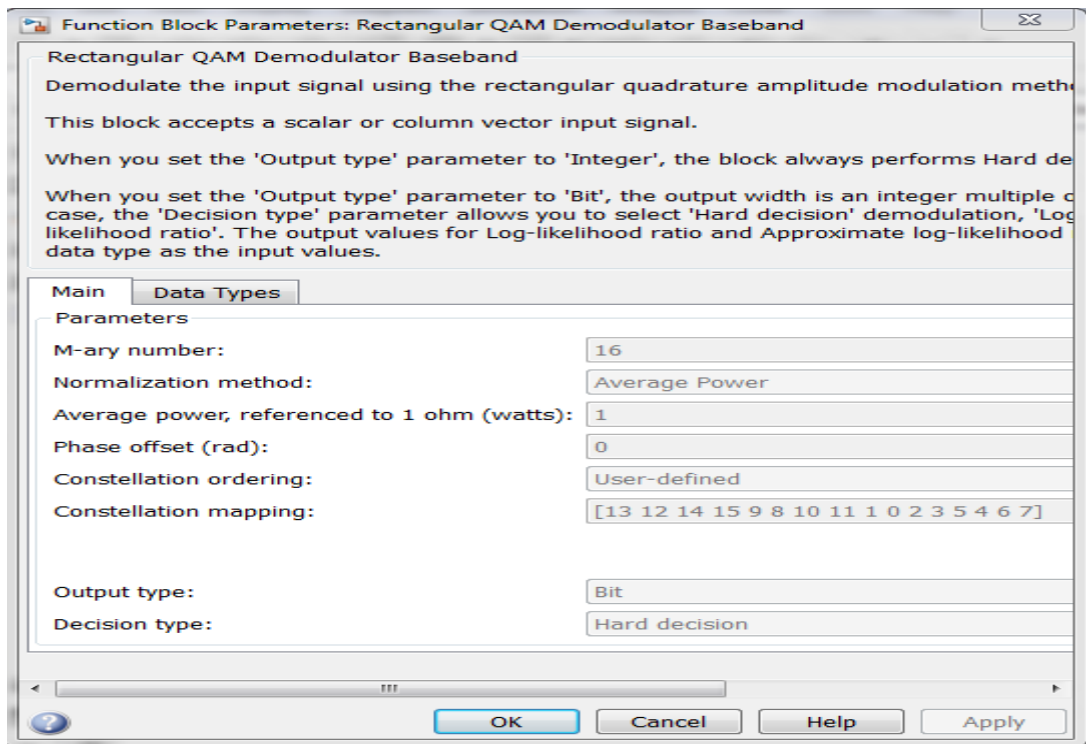 Function Block Parameters: Rectangular QAM Demodulator Baseband
Rectangular QAM Demodulator Baseband
Demodulate the input signal using the rectangular quadrature amplitude modulation meth
This block accepts a scalar or column vector input signal.
When you set the 'Output type' parameter to 'Integer', the block always performs Hard de
When you set the 'Output type' parameter to 'Bit', the output width is an integer multiple
case, the 'Decision type' parameter allows you to select 'Hard decision' demodulation, 'Log
likelihood ratio'. The output values for Log-likelihood ratio and Approximate log-likelihood
data type as the input values.
Main Data Types
Parameters
M-ary number: 16
Normalization method: Average Power
Average power, referenced to 1 ohm (watts): 1
Phase offset (rad): 0
Constellation ordering: User-defined
Constellation mapping: [13 12 14 15 9 8 10 11 1 0 2 3 5 4 6 7]
Output type: Bit
Decision type: Hard decision
OK Cancel Help Apply